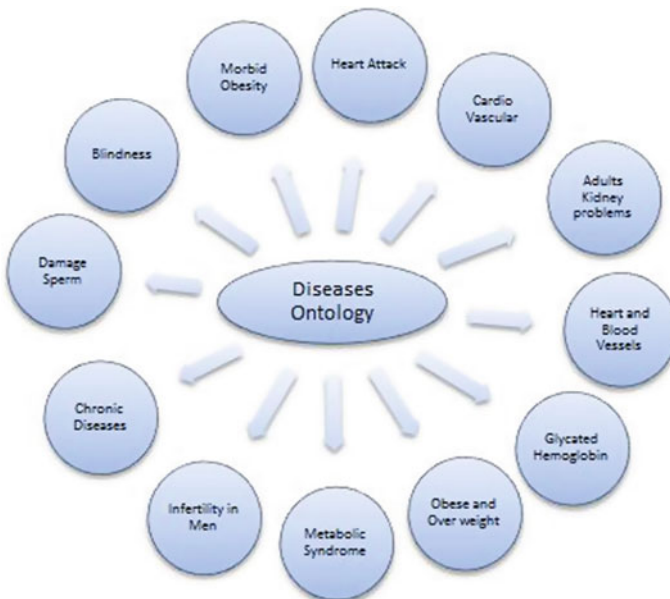 Heart Attack
Morbid
Obesity
Cardio
Vascular
Blindness
Adults
Kidney
problems
Damage
Sperm
Diseases
Ontology
Heart and
Blood
Vessels
Chronic
Diseases
Glycated
Hemoglobin
Infertility in
Men
Metabolic
Syndrome
Obese and
Over weight